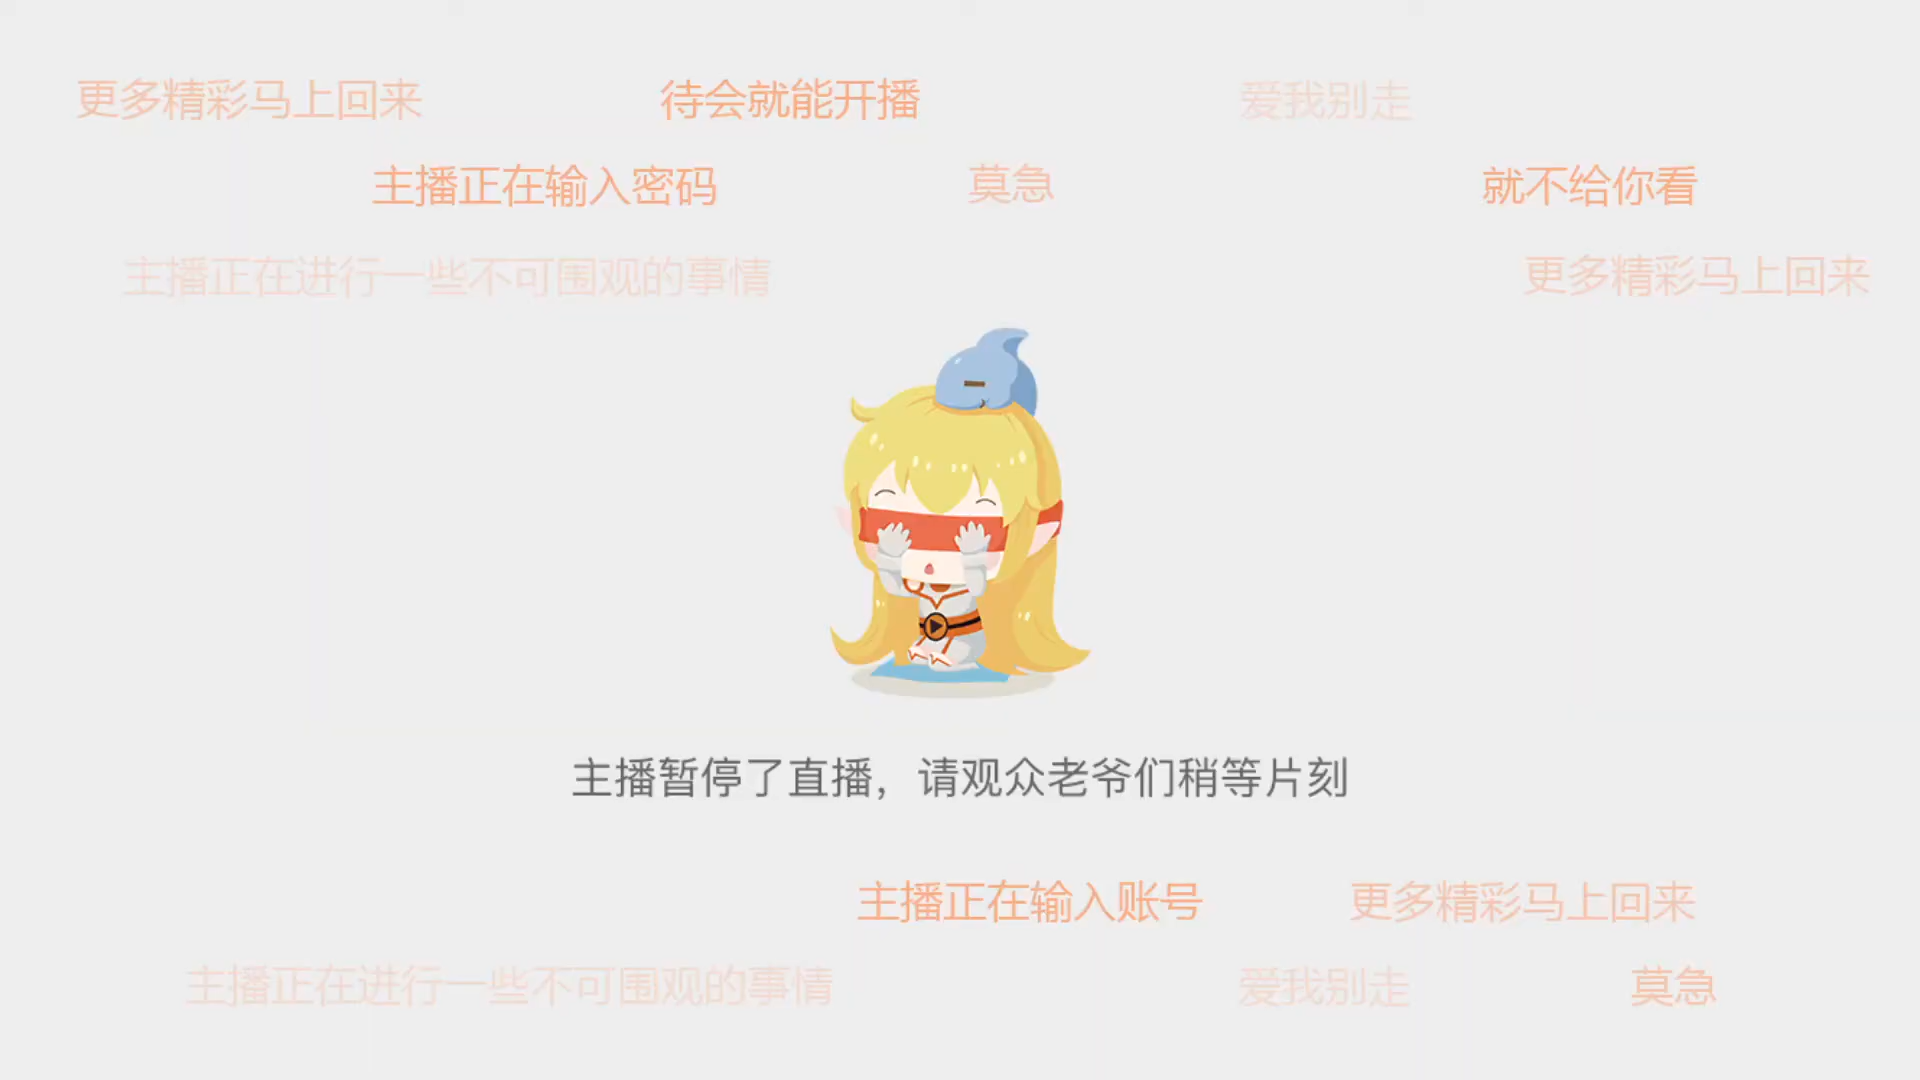 更多精彩马上回来
待会就能开播
爱我别走
主播正在输入密码
莫急
就不给你看
主播正在进行一些不可围观的事情
更多精彩马上回来
主播暂停了直播，请观众老爷们稍等片刻
主播正在输入账号
更多精彩马上回来
主播正在进行一些不可围观的事情
爱我别走
莫急